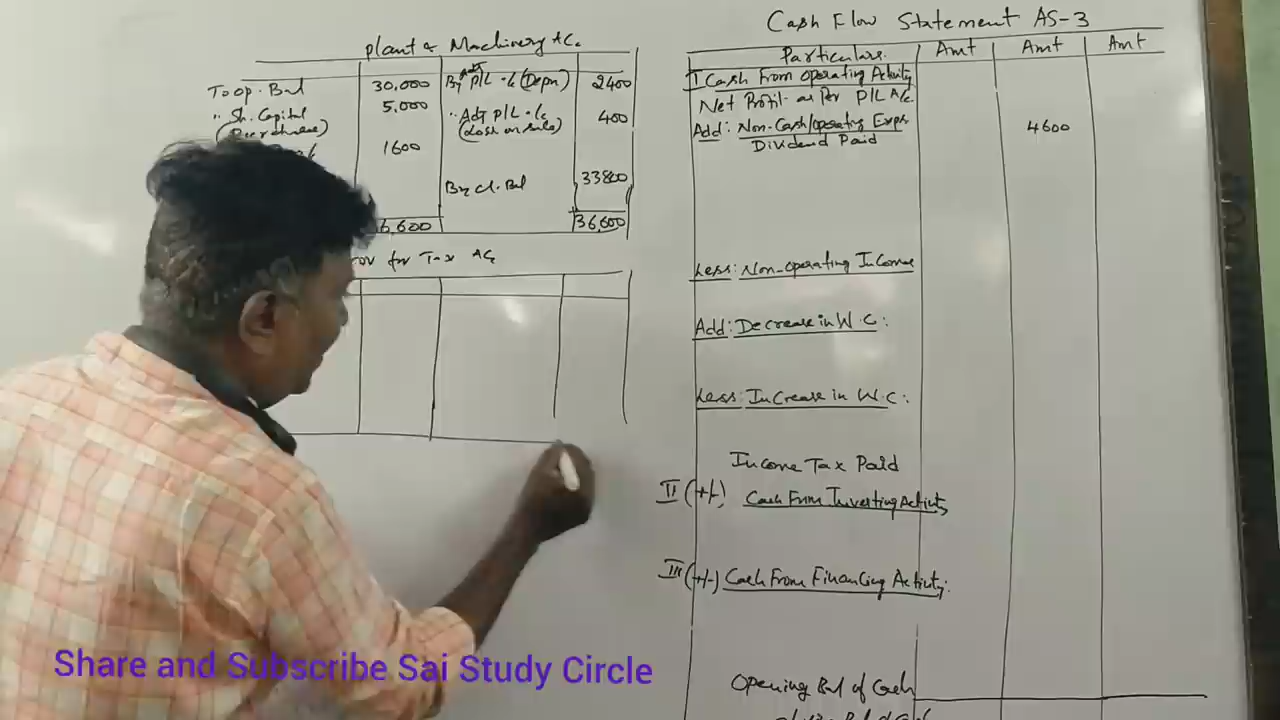 Plant & Machinery A/c.
To op. Bal 30,000 By Adj P/L A/c (Depn) 2400
" Sh. Capital 5,000 " Adj P/L A/c 400
(Purchase) (Loss on sale)
1600
By Cl. Bal 33800
6,600 36,600
for Tax A/c
Cash Flow Statement AS-3
Particulars Amt Amt Amt
I Cash From Operating Activity
Net Profit as Per P/L A/c.
Add: Non-Cash/operating Exps 4600
Dividend Paid
Less: Non-operating Income
Add: Decrease in W.C:
Less: Increase in W.C:
Income Tax Paid
II (+/-) Cash From Investing Activity
III (+/-) Cash From Financing Activity:
Opening Bal of Cash
Share and Subscribe Sai Study Circle